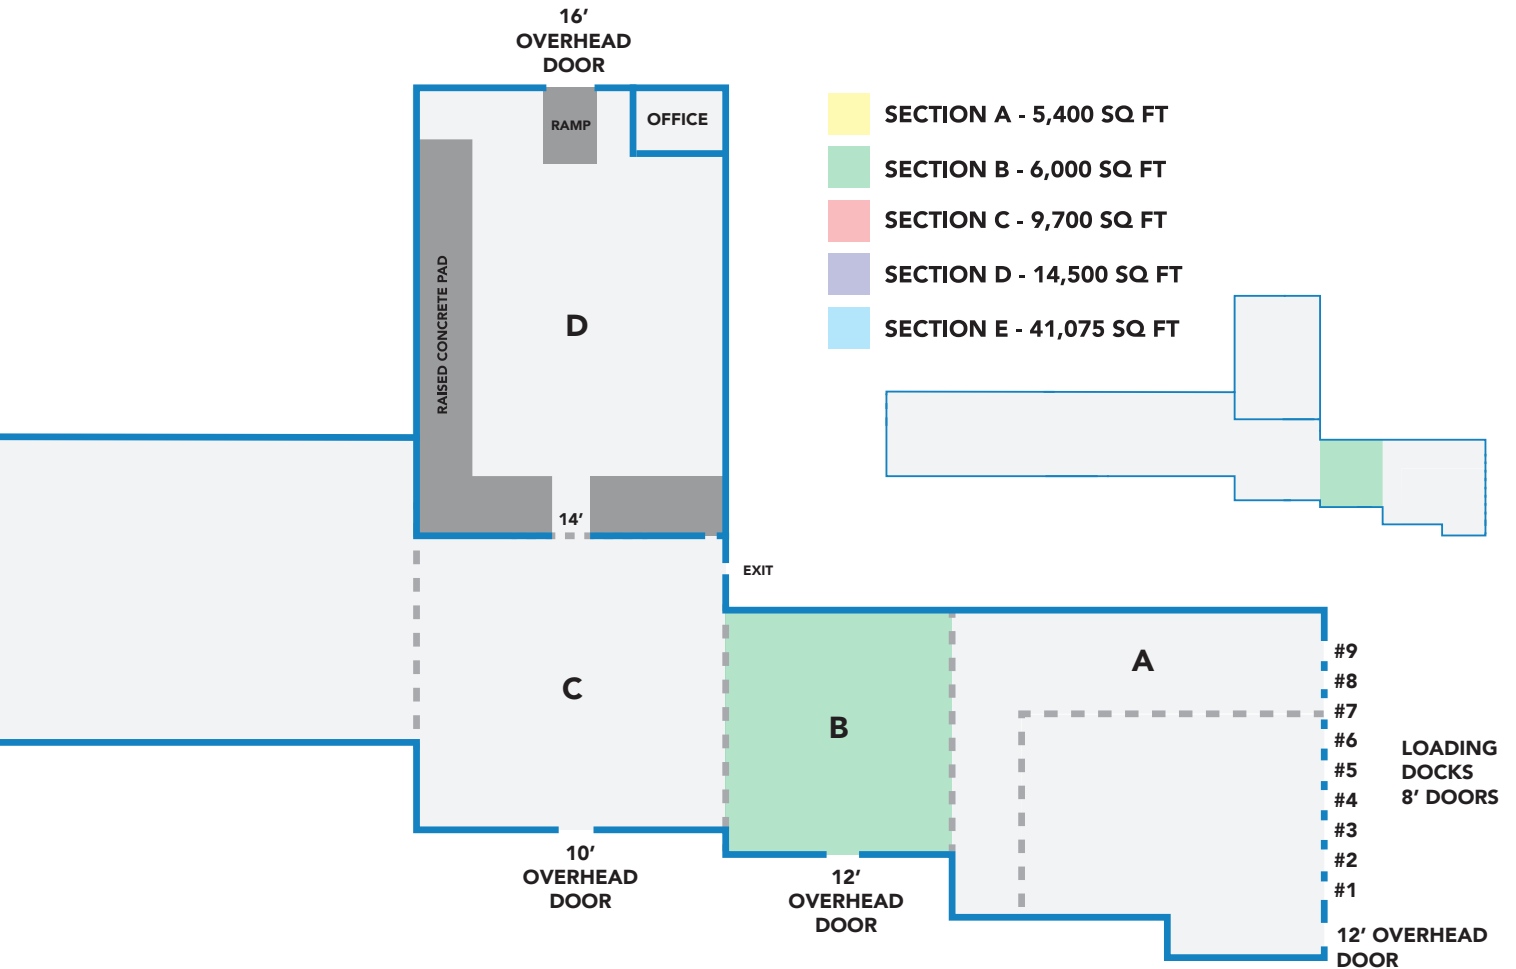 16’
OVERHEAD
DOOR
RAMP
OFFICE
RAISED CONCRETE PAD
D
14’
EXIT
SECTION A - 5,400 SQ FT
SECTION B - 6,000 SQ FT
SECTION C - 9,700 SQ FT
SECTION D - 14,500 SQ FT
SECTION E - 41,075 SQ FT
C
B
A
#9
#8
#7
#6
#5
#4
#3
#2
#1
LOADING
DOCKS
8’ DOORS
10’
OVERHEAD
DOOR
12’
OVERHEAD
DOOR
12’ OVERHEAD
DOOR